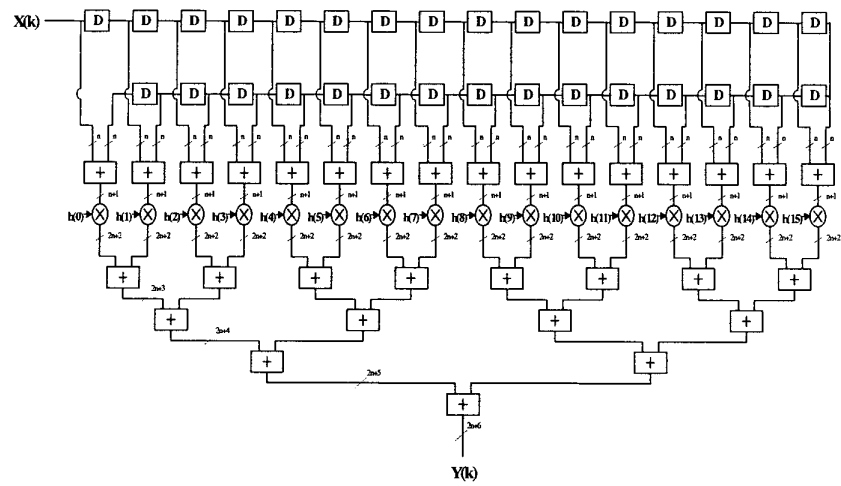 X(k) D D D D D D D D D D D D D D D D
D D D D D D D D D D D D D D D
n n n n n n n n n n n n n n n n n n n n n n n n n n n n n n n n
+ + + + + + + + + + + + + + + +
n+1 n+1 n+1 n+1 n+1 n+1 n+1 n+1 n+1 n+1 n+1 n+1 n+1 n+1 n+1 n+1
h(0) h(1) h(2) h(3) h(4) h(5) h(6) h(7) h(8) h(9) h(10) h(11) h(12) h(13) h(14) h(15)
2n+2 2n+2 2n+2 2n+2 2n+2 2n+2 2n+2 2n+2 2n+2 2n+2 2n+2 2n+2 2n+2 2n+2 2n+2 2n+2
+ + + + + + + +
2n+3
+ + + +
2n+4
+ +
2n+5
+
2n+6
Y(k)